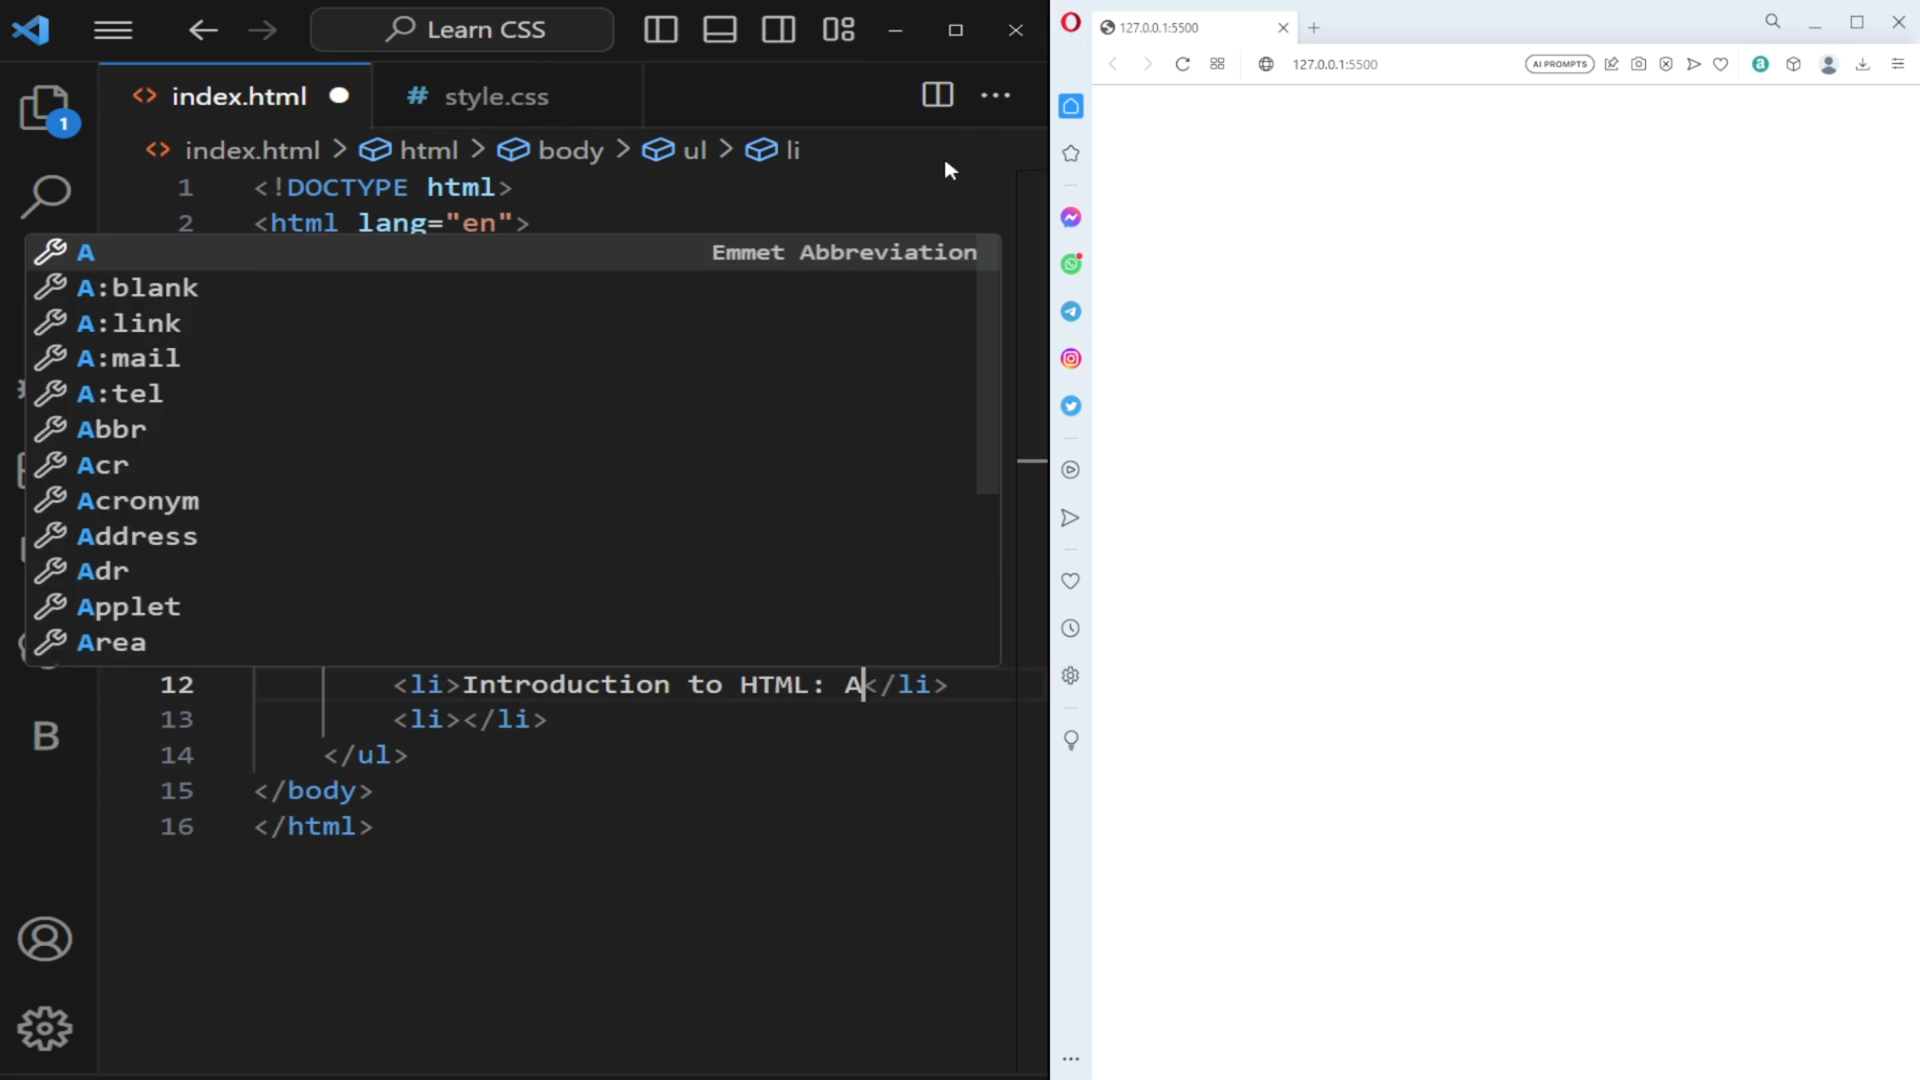 Learn CSS
index.html
# style.css
1
<> index.html > html > body > ul > li
1 <!DOCTYPE html>
2 <html lang="en">
A Emmet Abbreviation
A:blank
A:link
A:mail
A:tel
Abbr
Acr
Acronym
Address
Adr
Applet
Area
12 <li>Introduction to HTML: A</li>
13 <li></li>
14 </ul>
15 </body>
16 </html>
B
127.0.0.1:5500
127.0.0.1:5500
AI PROMPTS
a